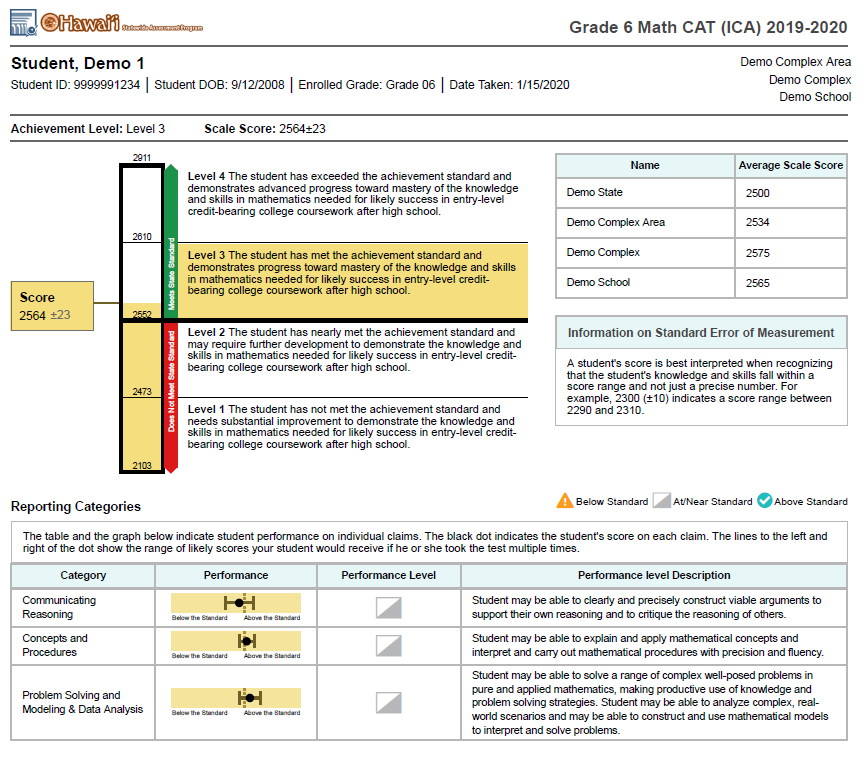 Hawai'i Statewide Assessment Program
Grade 6 Math CAT (ICA) 2019-2020
Student, Demo 1
Student ID: 9999991234 | Student DOB: 9/12/2008 | Enrolled Grade: Grade 06 | Date Taken: 1/15/2020
Demo Complex Area
Demo Complex
Demo School
Achievement Level: Level 3 Scale Score: 2564±23
2911
2610
2552
2473
2103
Score
2564 ±23
Meets State Standard
Does Not Meet State Standard
Level 4 The student has exceeded the achievement standard and
demonstrates advanced progress toward mastery of the knowledge
and skills in mathematics needed for likely success in entry-level
credit-bearing college coursework after high school.
Level 3 The student has met the achievement standard and
demonstrates progress toward mastery of the knowledge and skills
in mathematics needed for likely success in entry-level credit-
bearing college coursework after high school.
Level 2 The student has nearly met the achievement standard and
may require further development to demonstrate the knowledge and
skills in mathematics needed for likely success in entry-level credit-
bearing college coursework after high school.
Level 1 The student has not met the achievement standard and
needs substantial improvement to demonstrate the knowledge and
skills in mathematics needed for likely success in entry-level credit-
bearing college coursework after high school.
Name Average Scale Score
Demo State 2500
Demo Complex Area 2534
Demo Complex 2575
Demo School 2565
Information on Standard Error of Measurement
A student's score is best interpreted when recognizing
that the student's knowledge and skills fall within a
score range and not just a precise number. For
example, 2300 (±10) indicates a score range between
2290 and 2310.
Reporting Categories
Below Standard At/Near Standard Above Standard
The table and the graph below indicate student performance on individual claims. The black dot indicates the student's score on each claim. The lines to the left and
right of the dot show the range of likely scores your student would receive if he or she took the test multiple times.
Category Performance Performance Level Performance level Description
Communicating
Reasoning
Below the Standard Above the Standard
Student may be able to clearly and precisely construct viable arguments to
support their own reasoning and to critique the reasoning of others.
Concepts and
Procedures
Below the Standard Above the Standard
Student may be able to explain and apply mathematical concepts and
interpret and carry out mathematical procedures with precision and fluency.
Problem Solving and
Modeling & Data Analysis
Below the Standard Above the Standard
Student may be able to solve a range of complex well-posed problems in
pure and applied mathematics, making productive use of knowledge and
problem solving strategies. Student may be able to analyze complex, real-
world scenarios and may be able to construct and use mathematical models
to interpret and solve problems.